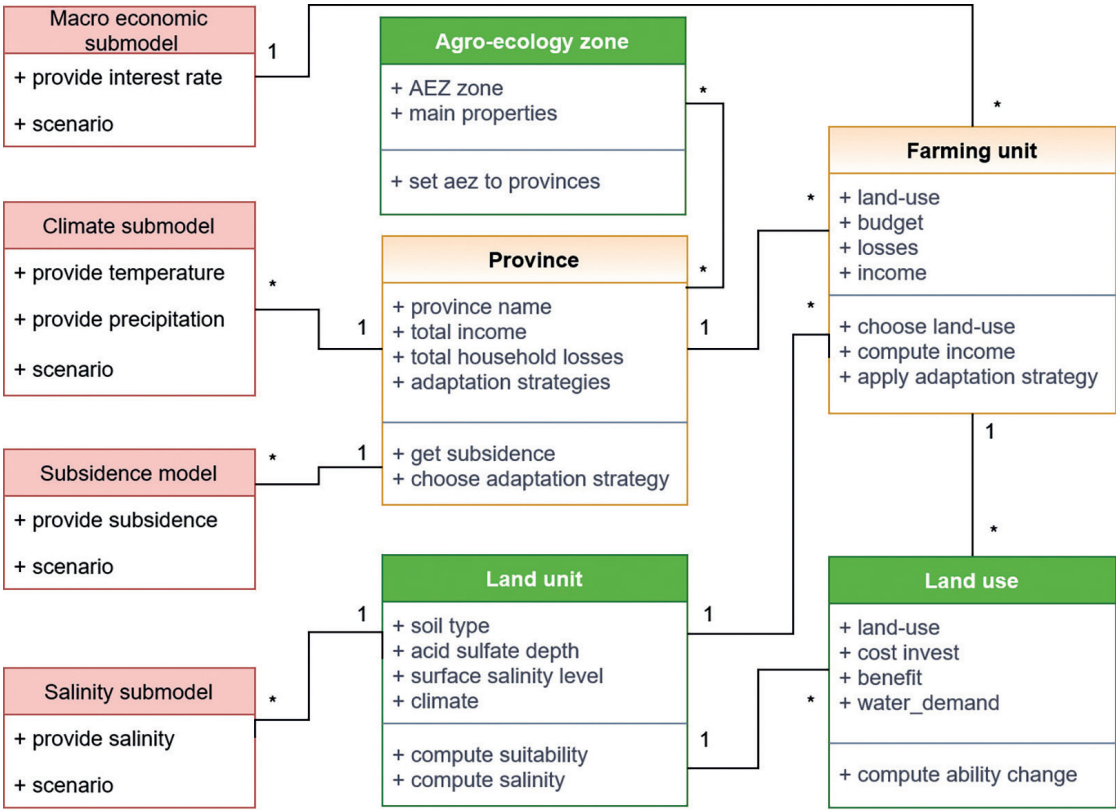 Macro economic
submodel
+ provide interest rate
+ scenario
1
*
Agro-ecology zone
+ AEZ zone
+ main properties
+ set aez to provinces
*
*
Farming unit
+ land-use
+ budget
+ losses
+ income
+ choose land-use
+ compute income
+ apply adaptation strategy
*
*
1
*
Climate submodel
+ provide temperature
+ provide precipitation
+ scenario
*
1
Province
+ province name
+ total income
+ total household losses
+ adaptation strategies
+ get subsidence
+ choose adaptation strategy
1
Subsidence model
+ provide subsidence
+ scenario
*
1
Land unit
+ soil type
+ acid sulfate depth
+ surface salinity level
+ climate
+ compute suitability
+ compute salinity
1
1
Land use
+ land-use
+ cost invest
+ benefit
+ water_demand
+ compute ability change
*
Salinity submodel
+ provide salinity
+ scenario
*
1